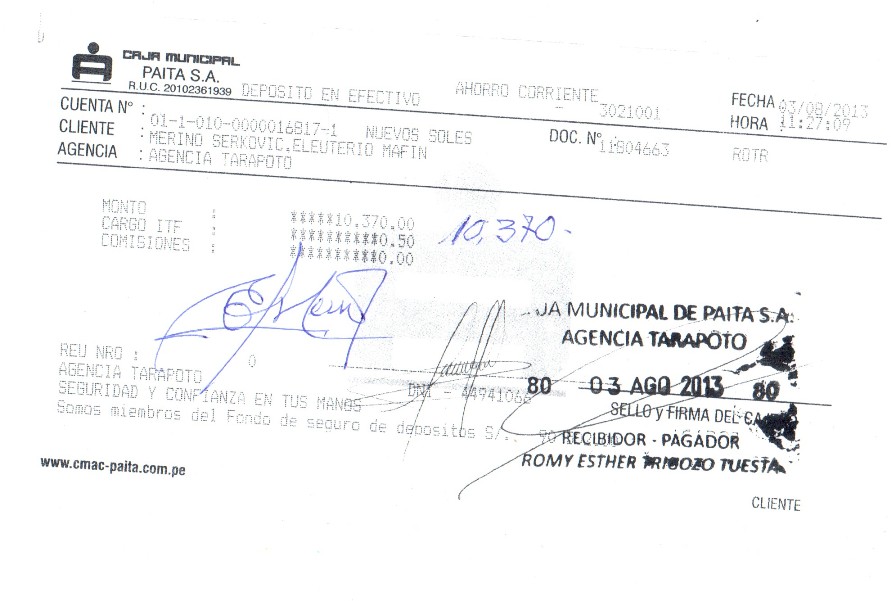 CAJA MUNICIPAL
PAITA S.A.
R.U.C. 20102361939
DEPOSITO EN EFECTIVO AHORRO CORRIENTE
3021001
FECHA : 03/08/2013
HORA : 11:27:09
CUENTA Nº : 01-1-010-0000016817-1 NUEVOS SOLES
DOC. Nº : 11804663 ROTR
CLIENTE : MERINO SERKOVIC,ELEUTERIO MAFIN
AGENCIA : AGENCIA TARAPOTO
MONTO : *****10,370.00
CARGO ITF : **********0.50
COMISIONES : **********0.00
10,370-
JA MUNICIPAL DE PAITA S.A.
AGENCIA TARAPOTO
80 03 AGO 2013 80
SELLO y FIRMA DEL CA
RECIBIDOR - PAGADOR
ROMY ESTHER TRIGOZO TUESTA
REU NRO : 0
AGENCIA TARAPOTO
DNI - 44941066
SEGURIDAD Y CONFIANZA EN TUS MANOS
Somos miembros del Fondo de seguro de depositos S/..
www.cmac-paita.com.pe
CLIENTE